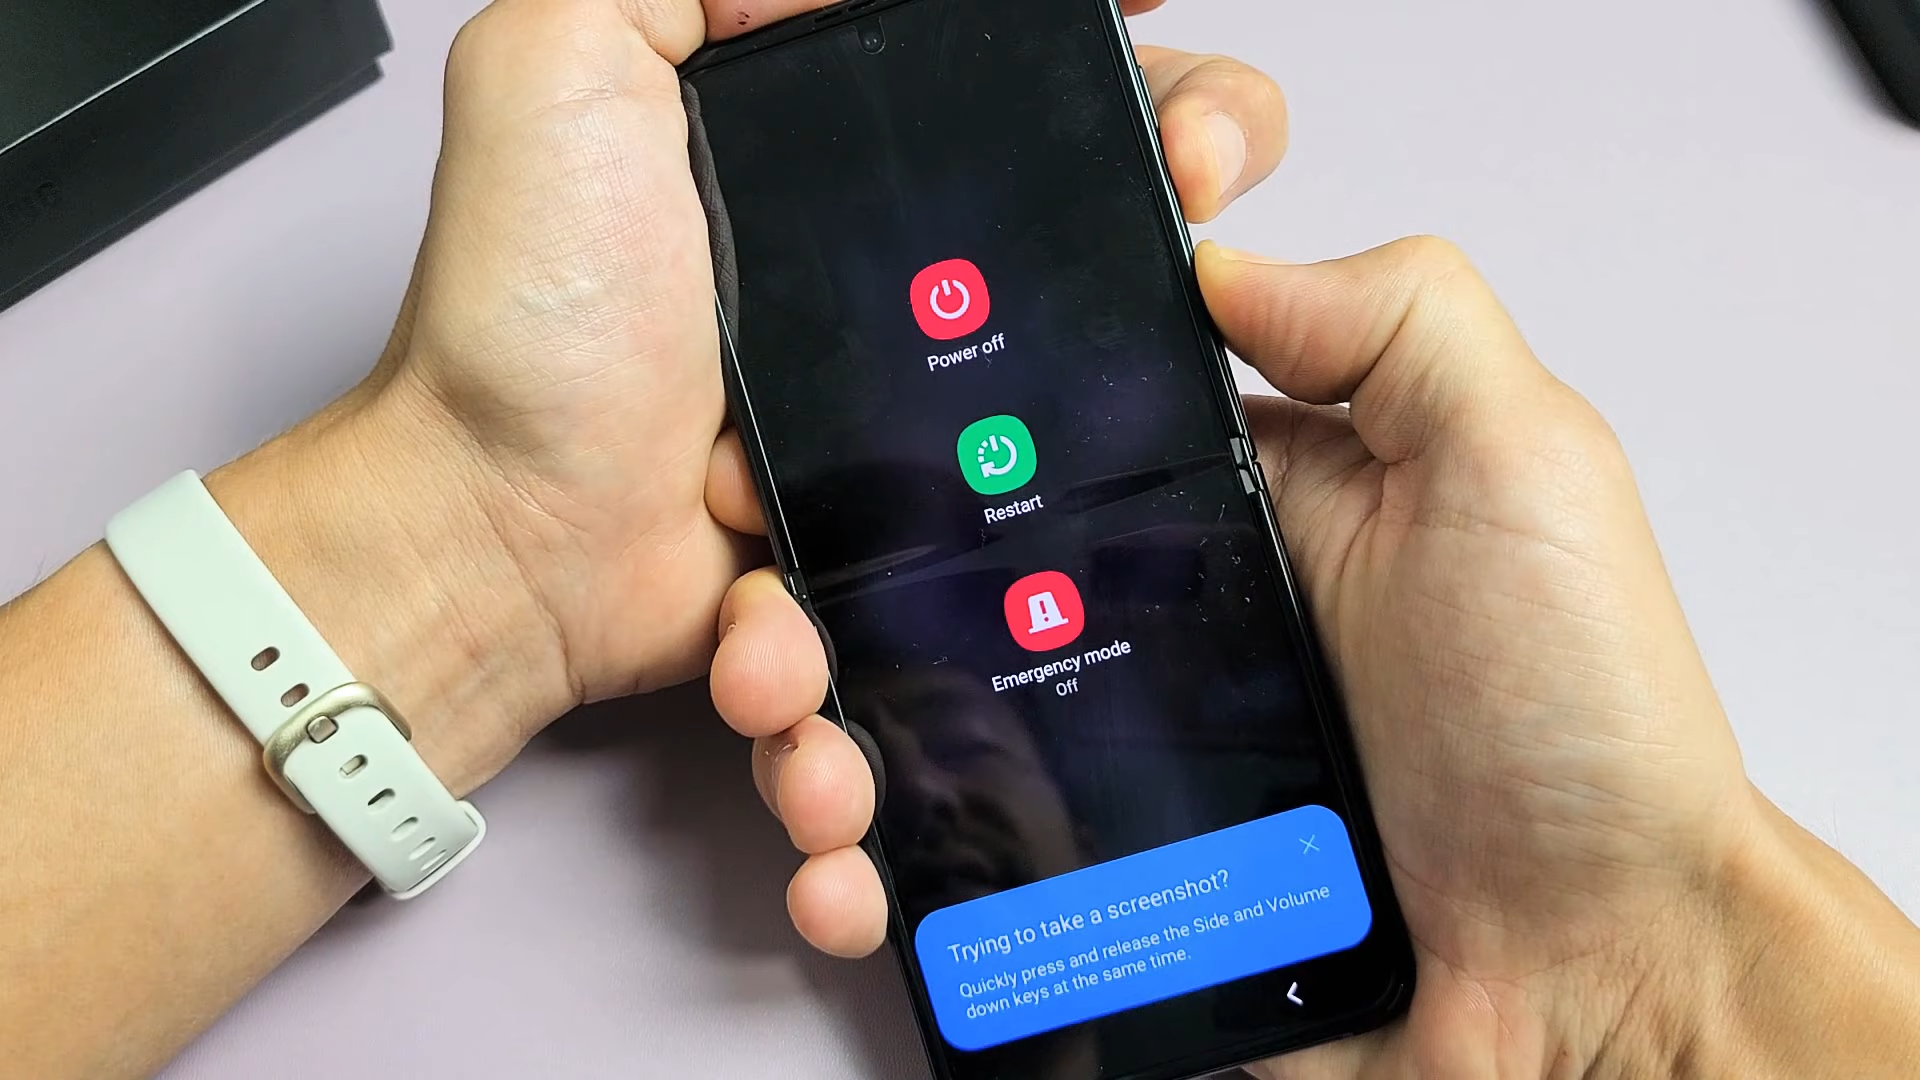 Power off
Restart
Emergency mode
Off
Trying to take a screenshot?
Quickly press and release the Side and Volume
down keys at the same time.